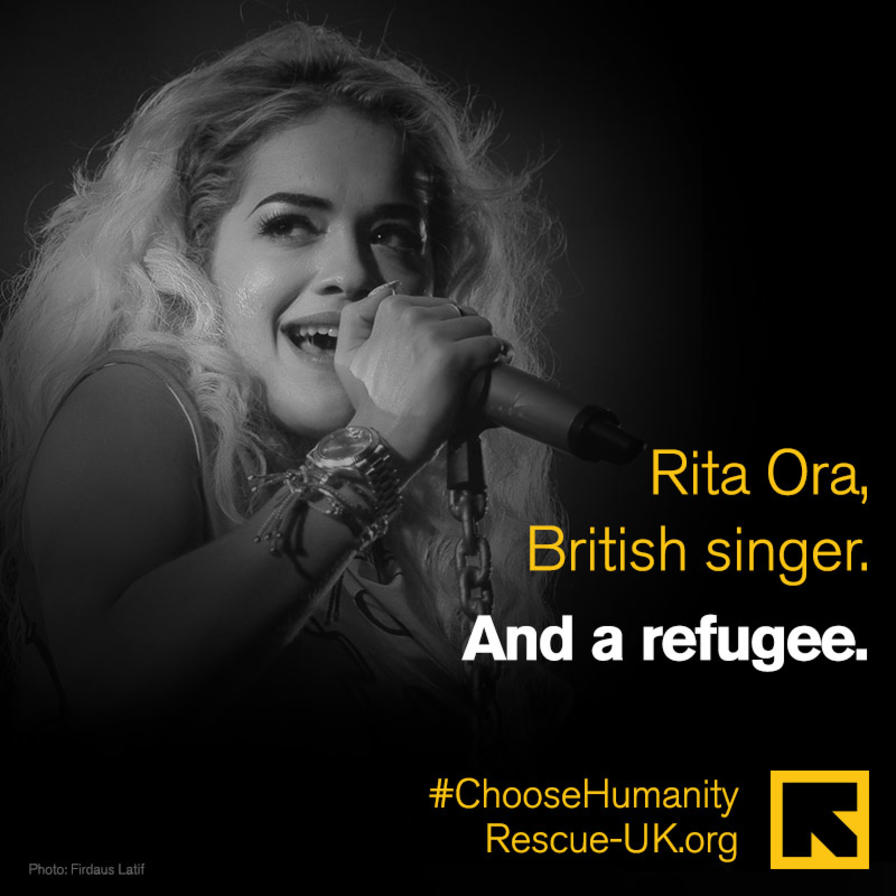 Rita Ora,
British singer.
And a refugee.
#ChooseHumanity
Rescue-UK.org
Photo: Firdaus Latif